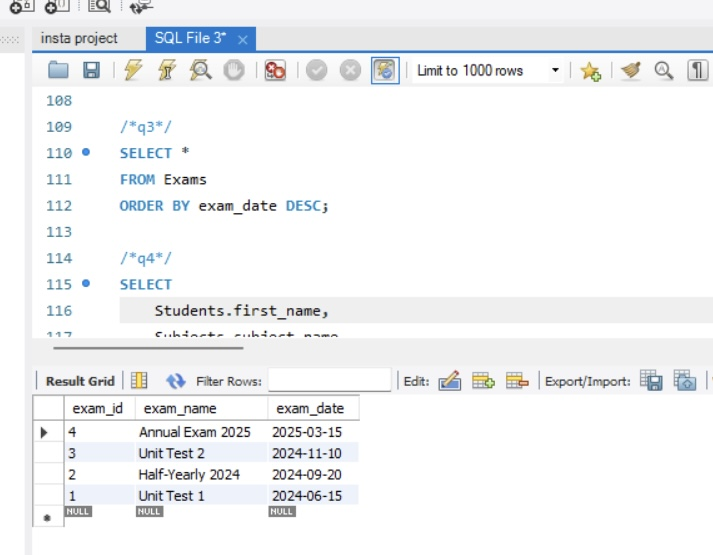 insta project
SQL File 3*
Limit to 1000 rows
108
109 /*q3*/
110 SELECT *
111 FROM Exams
112 ORDER BY exam_date DESC;
113
114 /*q4*/
115 SELECT
116 Students.first_name,
117 Subjects.subject_name
Result Grid Filter Rows: Edit: Export/Import:
exam_id exam_name exam_date
4 Annual Exam 2025 2025-03-15
3 Unit Test 2 2024-11-10
2 Half-Yearly 2024 2024-09-20
1 Unit Test 1 2024-06-15
NULL NULL NULL